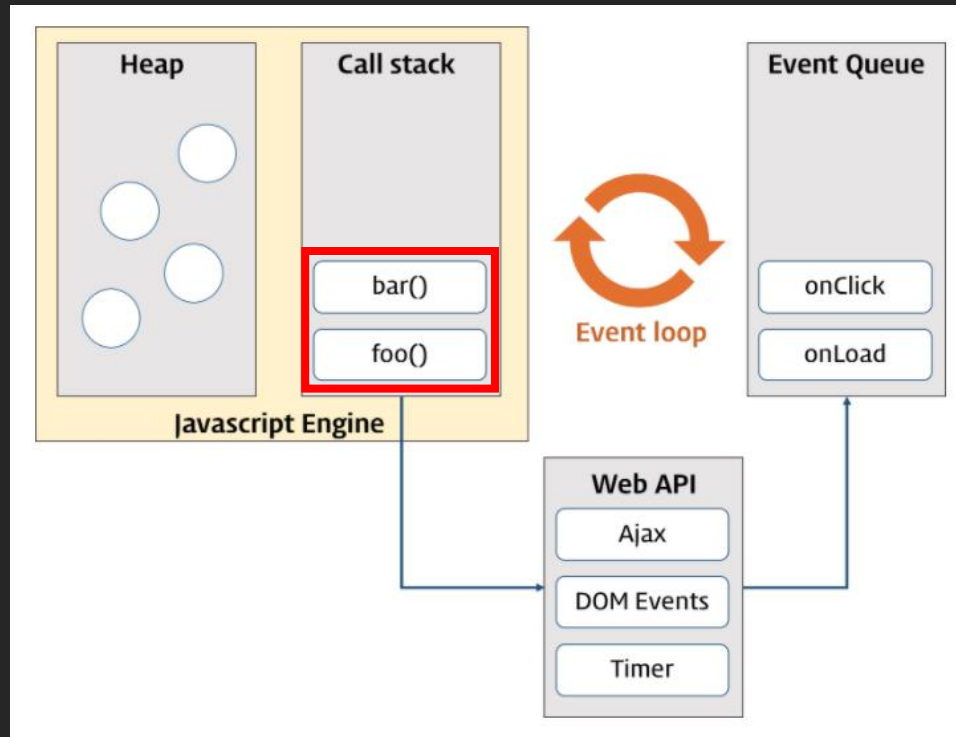 Heap
Call stack
Event Queue
bar()
foo()
Event loop
onClick
onLoad
Javascript Engine
Web API
Ajax
DOM Events
Timer